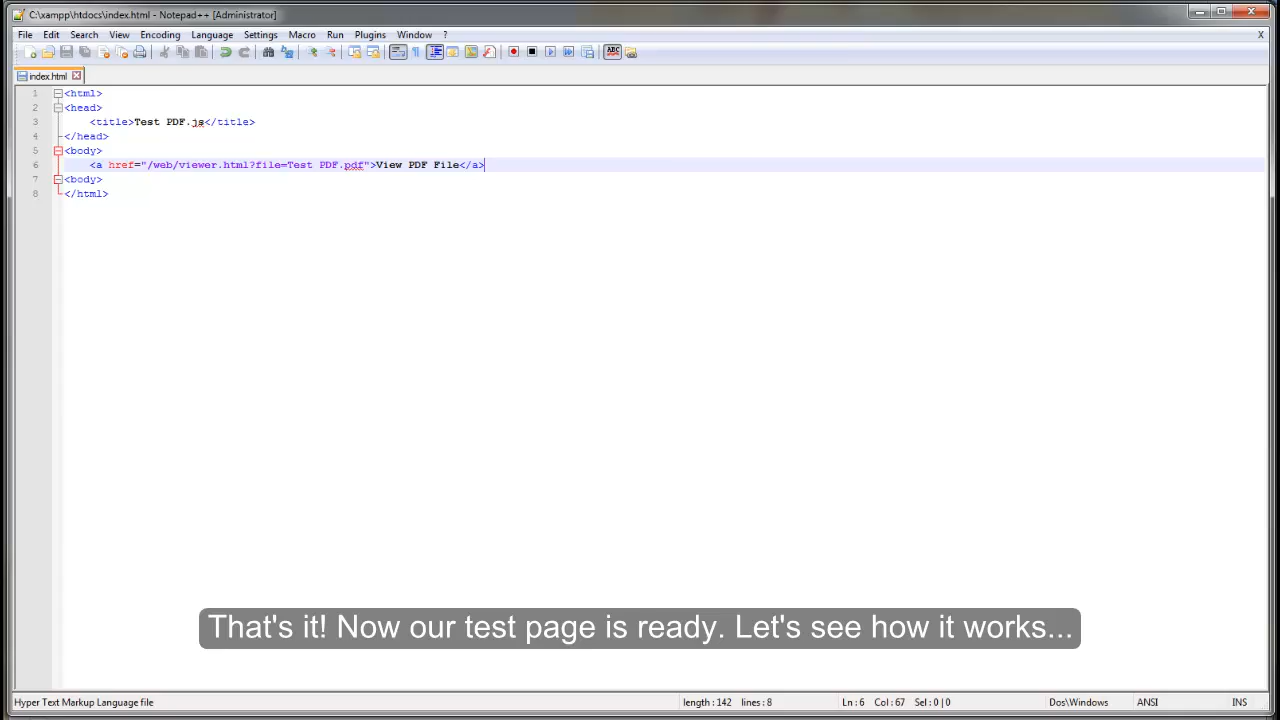 C:\xampp\htdocs\index.html - Notepad++ [Administrator]
File Edit Search View Encoding Language Settings Macro Run Plugins Window ? X
ABC
index.html
1 <html>
2 <head>
3 <title>Test PDF.js</title>
4 </head>
5 <body>
6 <a href="/web/viewer.html?file=Test PDF.pdf">View PDF File</a>
7 <body>
8 </html>
That's it! Now our test page is ready. Let's see how it works...
Hyper Text Markup Language file length : 142 lines : 8 Ln : 6 Col : 67 Sel : 0 | 0 Dos\Windows ANSI INS